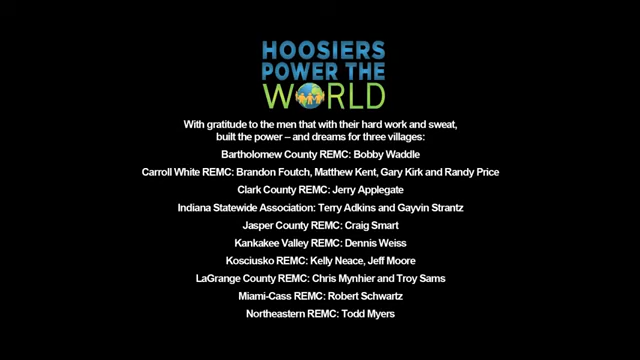 HOOSIERS
POWER THE
WORLD
With gratitude to the men that with their hard work and sweat,
built the power – and dreams for three villages:
Bartholomew County REMC: Bobby Waddle
Carroll White REMC: Brandon Foutch, Matthew Kent, Gary Kirk and Randy Price
Clark County REMC: Jerry Applegate
Indiana Statewide Association: Terry Adkins and Gayvin Strantz
Jasper County REMC: Craig Smart
Kankakee Valley REMC: Dennis Weiss
Kosciusko REMC: Kelly Neace, Jeff Moore
LaGrange County REMC: Chris Mynhier and Troy Sams
Miami-Cass REMC: Robert Schwartz
Northeastern REMC: Todd Myers